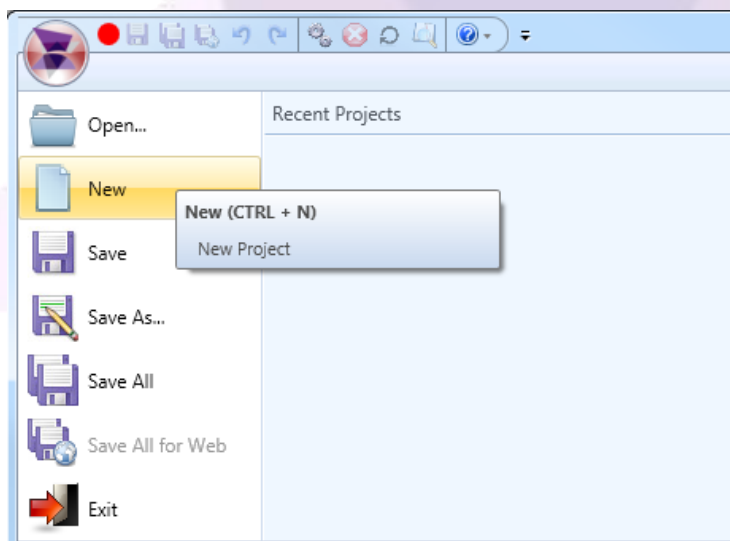 Open...
Recent Projects
New
New (CTRL + N)
New Project
Save
Save As...
Save All
Save All for Web
Exit